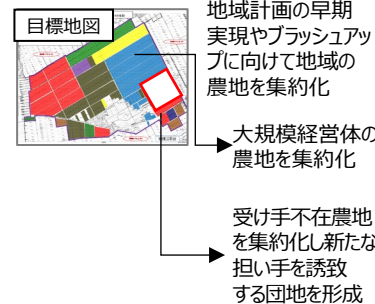 目標地図
地域計画の早期
実現やブラッシュアッ
プに向けて地域の
農地を集約化
大規模経営体の
農地を集約化
受け手不在農地
を集約化し新たな
担い手を誘致
する団地を形成